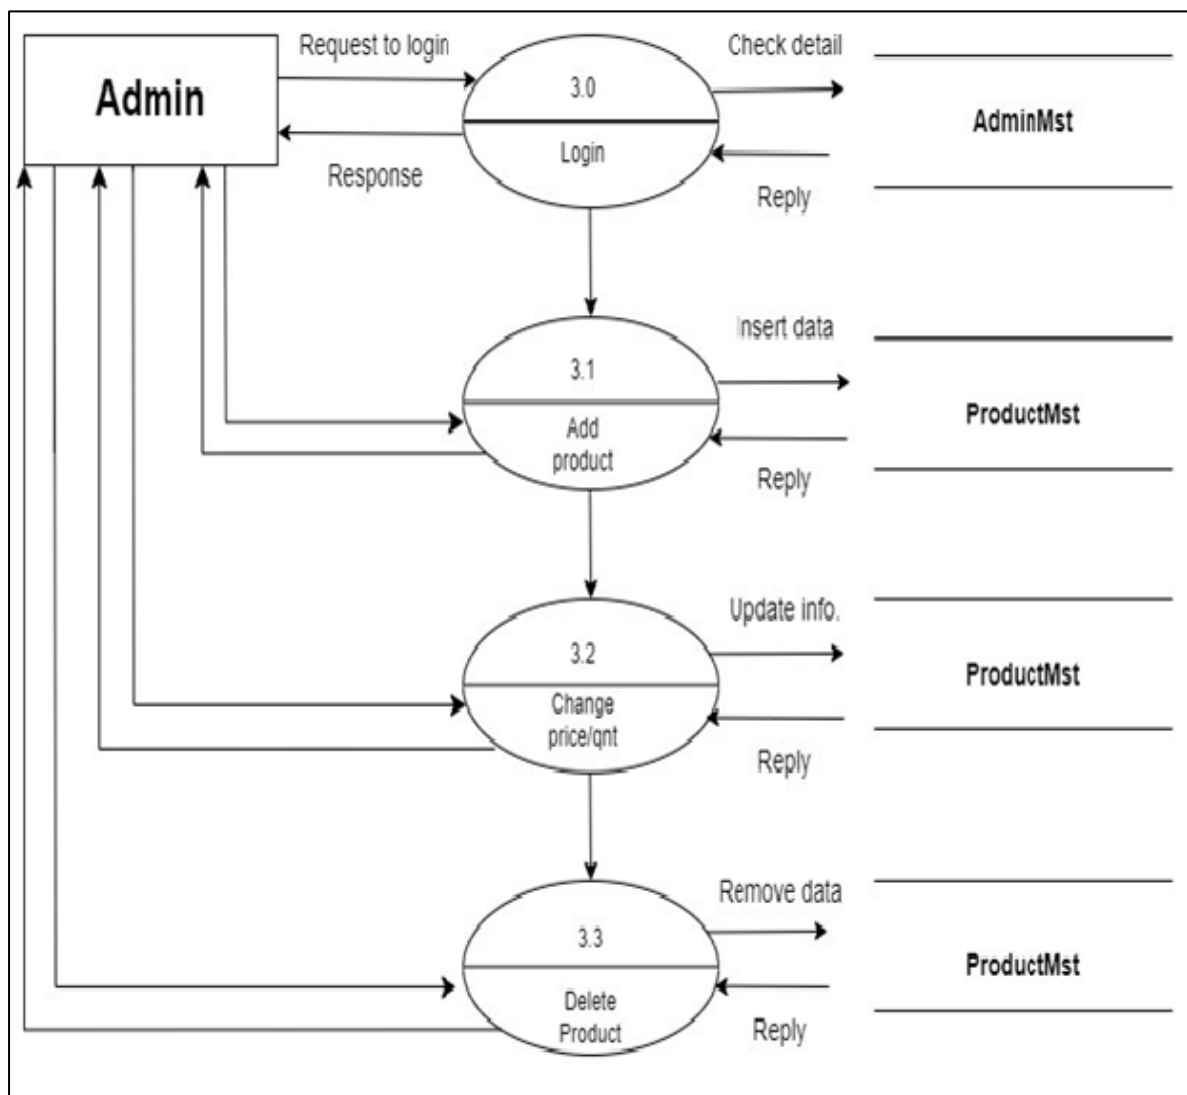 Request to login
Check detail
Admin
3.0
AdminMst
Login
Response
Reply
Insert data
3.1
ProductMst
Add
product
Reply
Update info.
3.2
ProductMst
Change
price/qnt
Reply
Remove data
3.3
ProductMst
Delete
Product
Reply